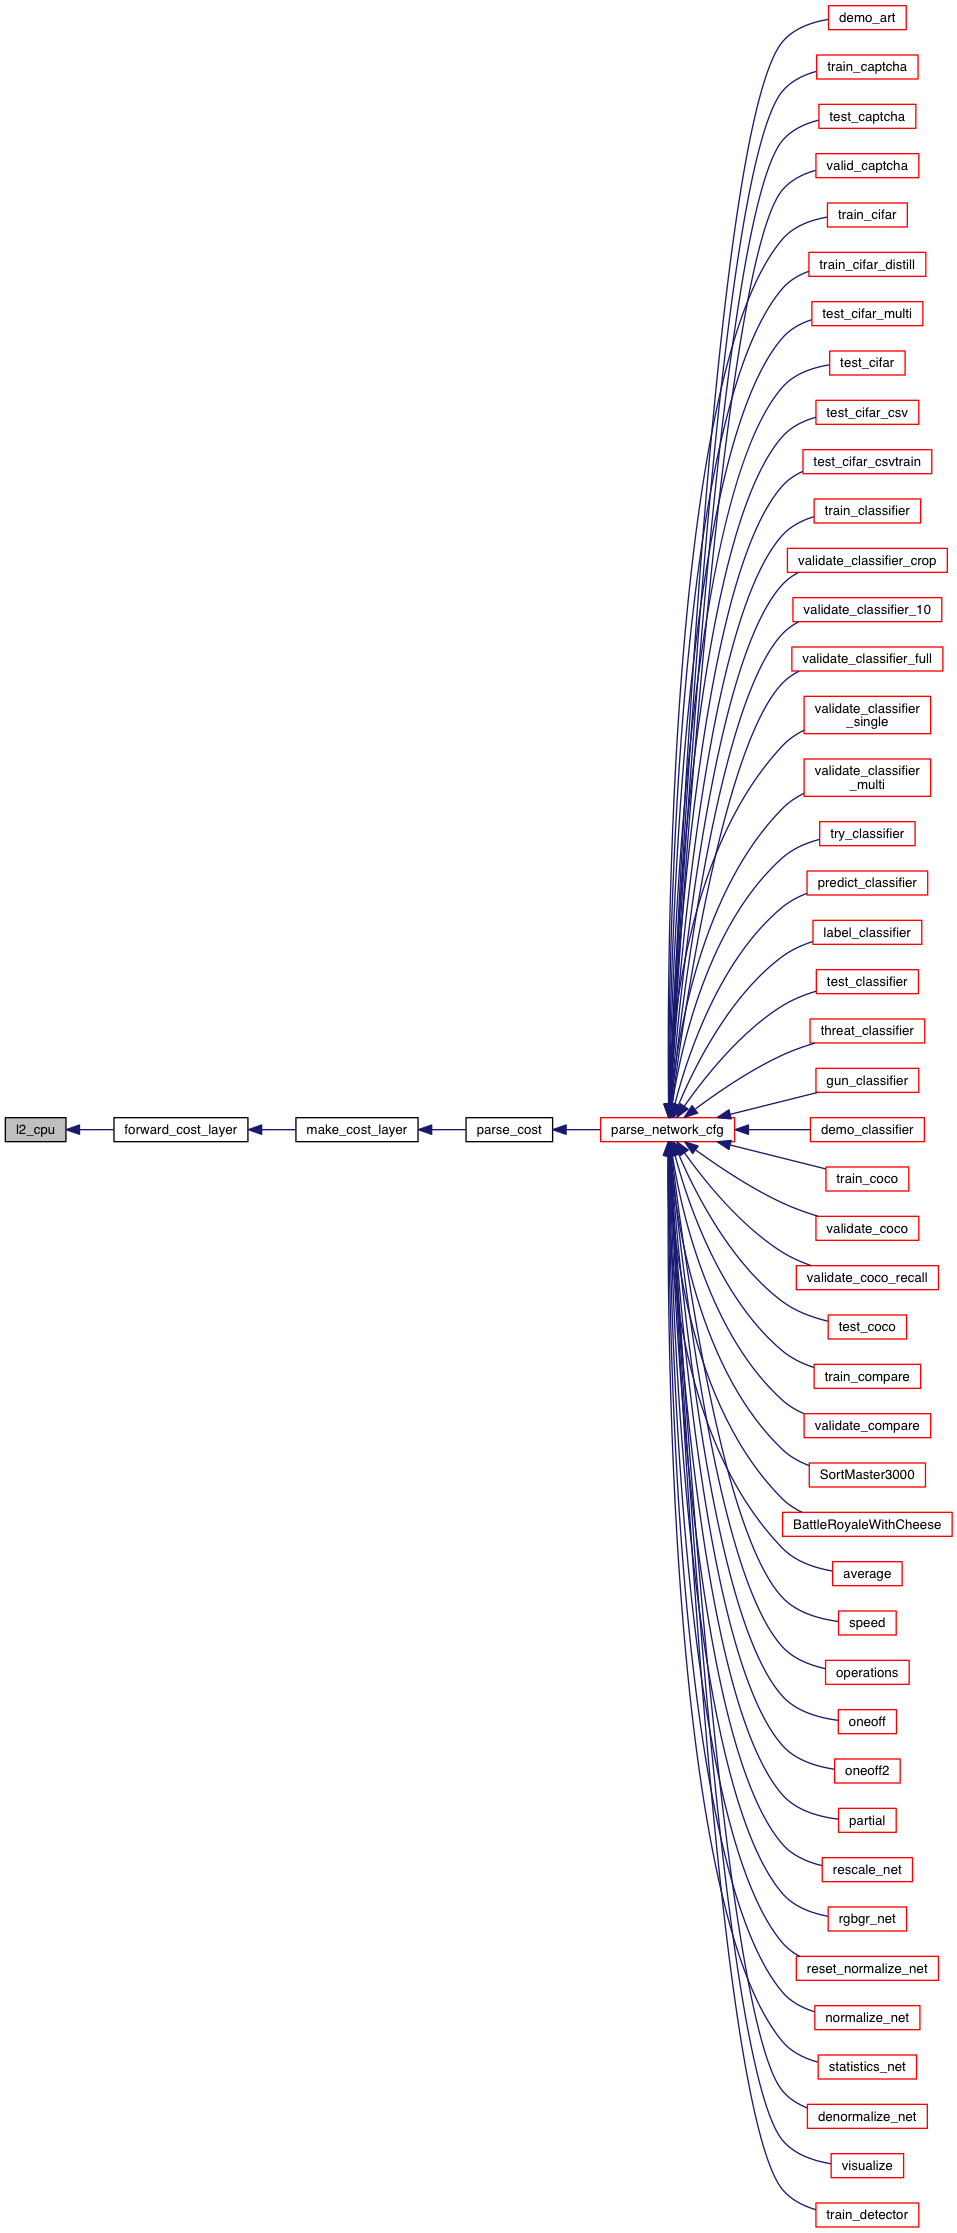 demo_art
train_captcha
test_captcha
valid_captcha
train_cifar
train_cifar_distill
test_cifar_multi
test_cifar
test_cifar_csv
test_cifar_csvtrain
train_classifier
validate_classifier_crop
validate_classifier_10
validate_classifier_full
validate_classifier
_single
validate_classifier
_multi
try_classifier
predict_classifier
label_classifier
test_classifier
threat_classifier
gun_classifier
l2_cpu
forward_cost_layer
make_cost_layer
parse_cost
parse_network_cfg
demo_classifier
train_coco
validate_coco
validate_coco_recall
test_coco
train_compare
validate_compare
SortMaster3000
BattleRoyaleWithCheese
average
speed
operations
oneoff
oneoff2
partial
rescale_net
rgbgr_net
reset_normalize_net
normalize_net
statistics_net
denormalize_net
visualize
train_detector